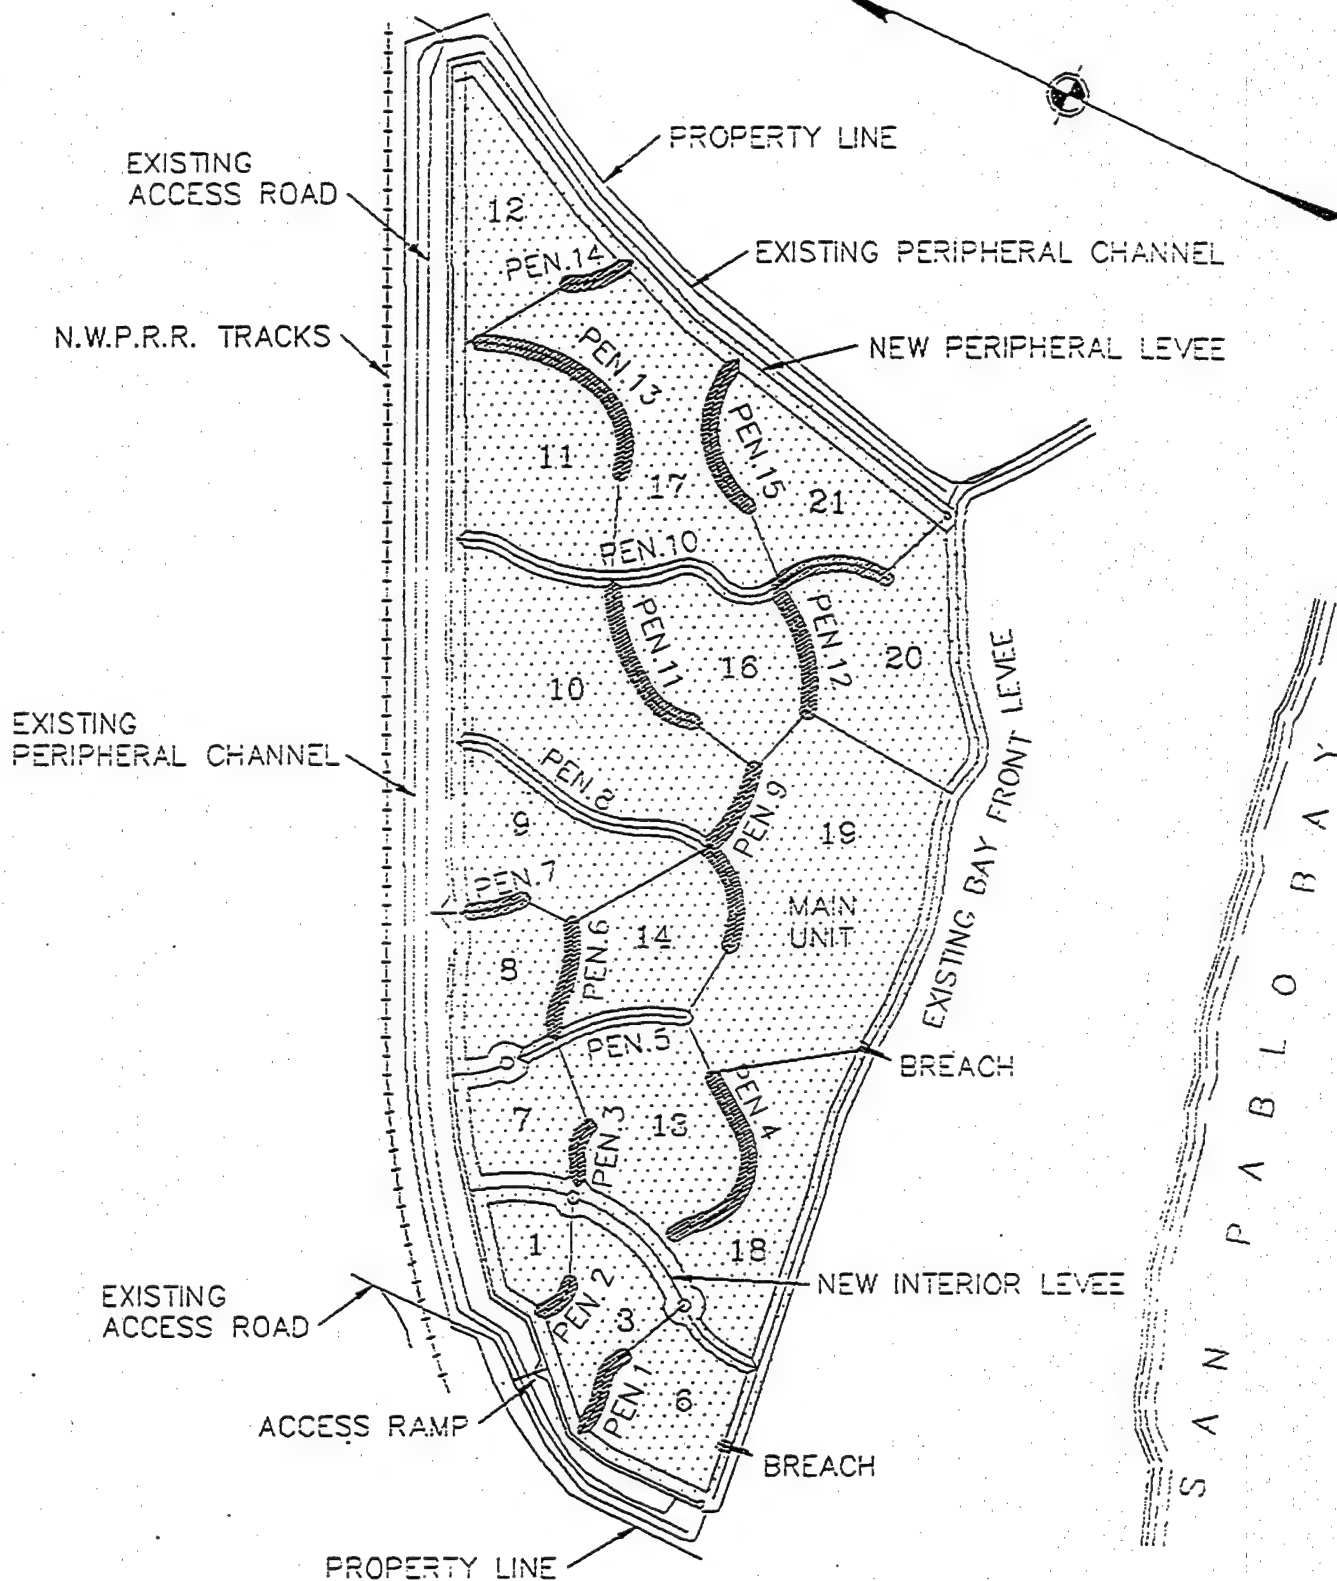 PROPERTY LINE
EXISTING
ACCESS ROAD
12
EXISTING PERIPHERAL CHANNEL
PEN.14
N.W.P.R.R. TRACKS
NEW PERIPHERAL LEVEE
PEN.13
PEN.15
11
17
21
PEN.10
PEN.11
16
PEN.12
20
10
EXISTING
PERIPHERAL CHANNEL
PEN.8
PEN.9
9
19
EXISTING BAY FRONT LEVEE
PEN.7
MAIN
UNIT
14
PEN.6
8
PEN.5
BREACH
PEN.4
7
PEN.3
13
1
18
NEW INTERIOR LEVEE
EXISTING
ACCESS ROAD
PEN.2
3
PEN.1
6
ACCESS RAMP
BREACH
PROPERTY LINE
SAN PABLO BAY